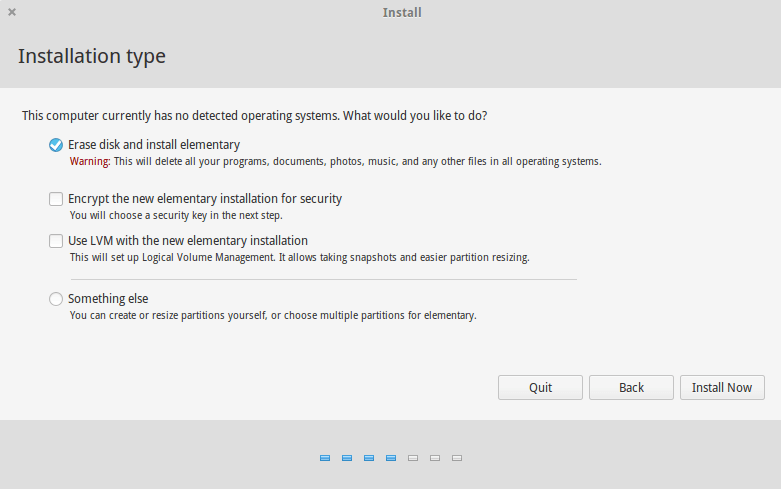 Install
Installation type
This computer currently has no detected operating systems. What would you like to do?
Erase disk and install elementary
Warning: This will delete all your programs, documents, photos, music, and any other files in all operating systems.
Encrypt the new elementary installation for security
You will choose a security key in the next step.
Use LVM with the new elementary installation
This will set up Logical Volume Management. It allows taking snapshots and easier partition resizing.
Something else
You can create or resize partitions yourself, or choose multiple partitions for elementary.
Quit Back Install Now